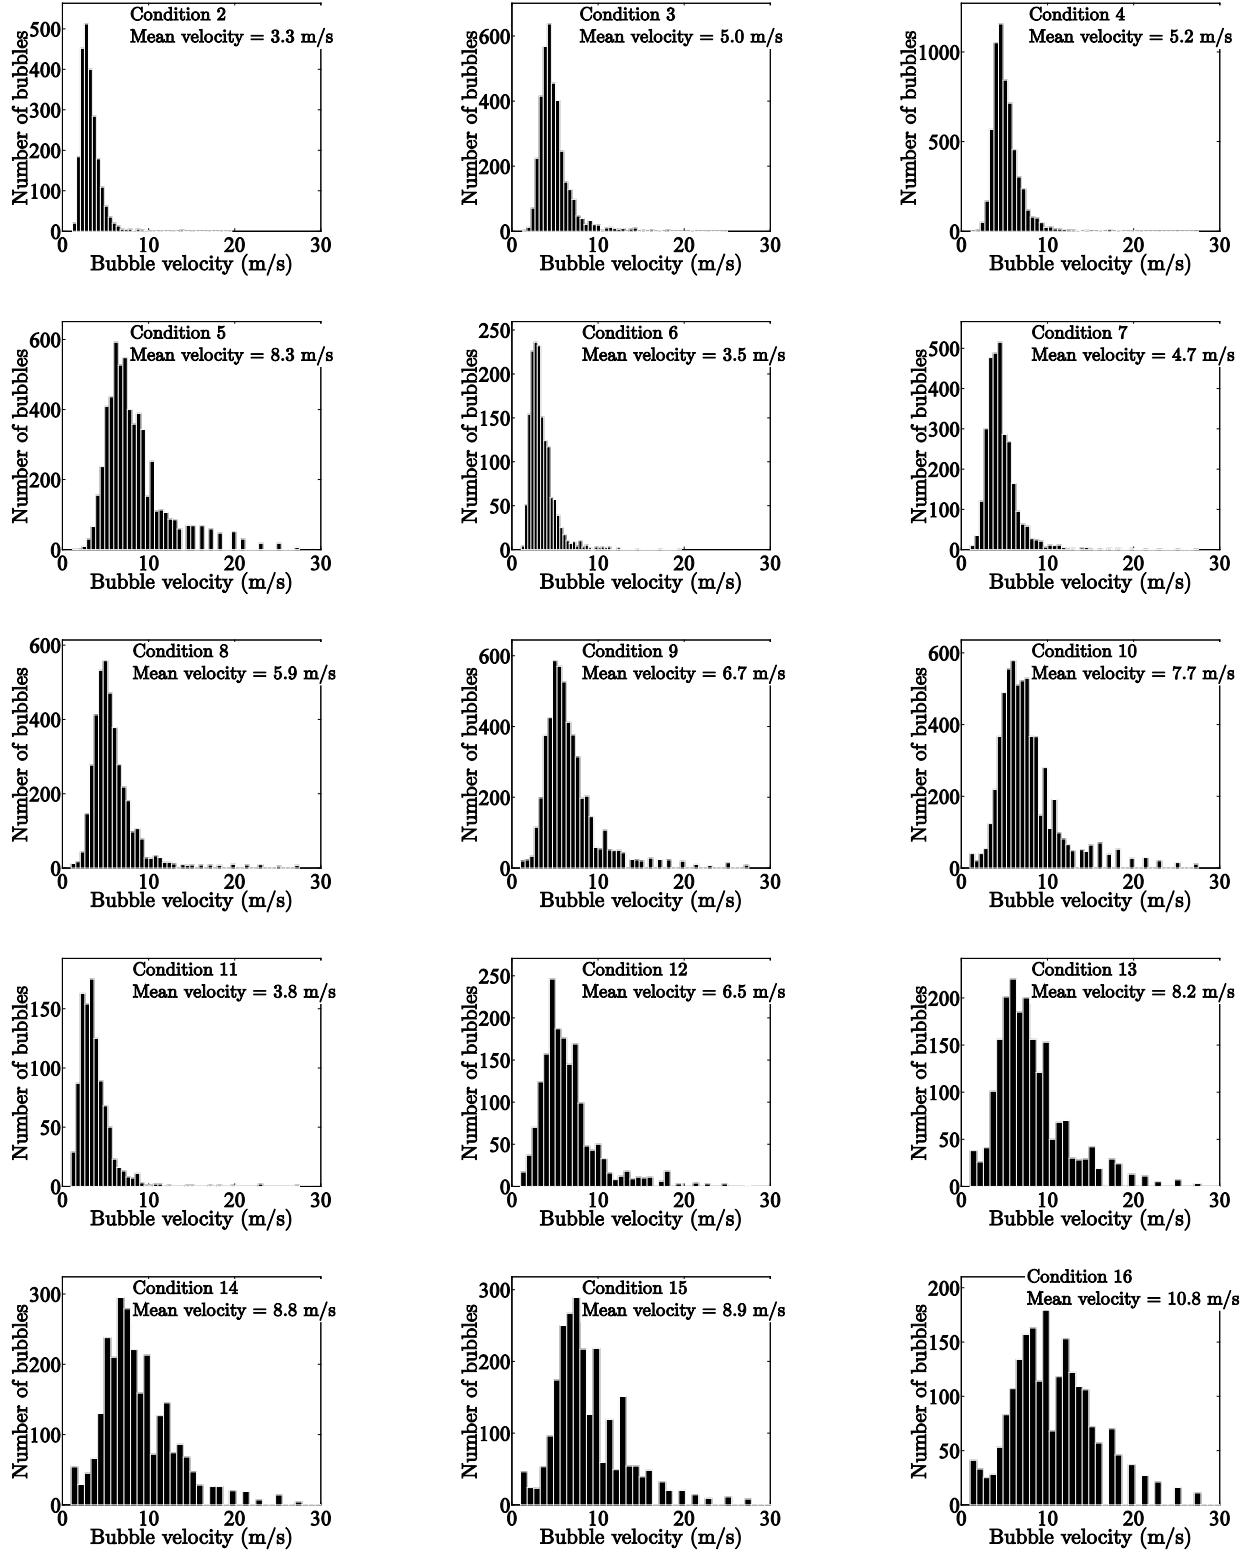 Condition 2
Mean velocity = 3.3 m/s
Number of bubbles
500
400
300
200
100
0
0 10 20 30
Bubble velocity (m/s)
Condition 3
Mean velocity = 5.0 m/s
Number of bubbles
600
400
200
0
0 10 20 30
Bubble velocity (m/s)
Condition 4
Mean velocity = 5.2 m/s
Number of bubbles
1000
500
0
0 10 20 30
Bubble velocity (m/s)
Condition 5
Mean velocity = 8.3 m/s
Number of bubbles
600
400
200
0
0 10 20 30
Bubble velocity (m/s)
Condition 6
Mean velocity = 3.5 m/s
Number of bubbles
250
200
150
100
50
0
0 10 20 30
Bubble velocity (m/s)
Condition 7
Mean velocity = 4.7 m/s
Number of bubbles
500
400
300
200
100
0
0 10 20 30
Bubble velocity (m/s)
Condition 8
Mean velocity = 5.9 m/s
Number of bubbles
600
400
200
0
0 10 20 30
Bubble velocity (m/s)
Condition 9
Mean velocity = 6.7 m/s
Number of bubbles
600
400
200
0
0 10 20 30
Bubble velocity (m/s)
Condition 10
Mean velocity = 7.7 m/s
Number of bubbles
600
400
200
0
0 10 20 30
Bubble velocity (m/s)
Condition 11
Mean velocity = 3.8 m/s
Number of bubbles
150
100
50
0
0 10 20 30
Bubble velocity (m/s)
Condition 12
Mean velocity = 6.5 m/s
Number of bubbles
250
200
150
100
50
0
0 10 20 30
Bubble velocity (m/s)
Condition 13
Mean velocity = 8.2 m/s
Number of bubbles
200
150
100
50
0
0 10 20 30
Bubble velocity (m/s)
Condition 14
Mean velocity = 8.8 m/s
Number of bubbles
300
200
100
0
0 10 20 30
Bubble velocity (m/s)
Condition 15
Mean velocity = 8.9 m/s
Number of bubbles
300
200
100
0
0 10 20 30
Bubble velocity (m/s)
Condition 16
Mean velocity = 10.8 m/s
Number of bubbles
200
150
100
50
0
0 10 20 30
Bubble velocity (m/s)